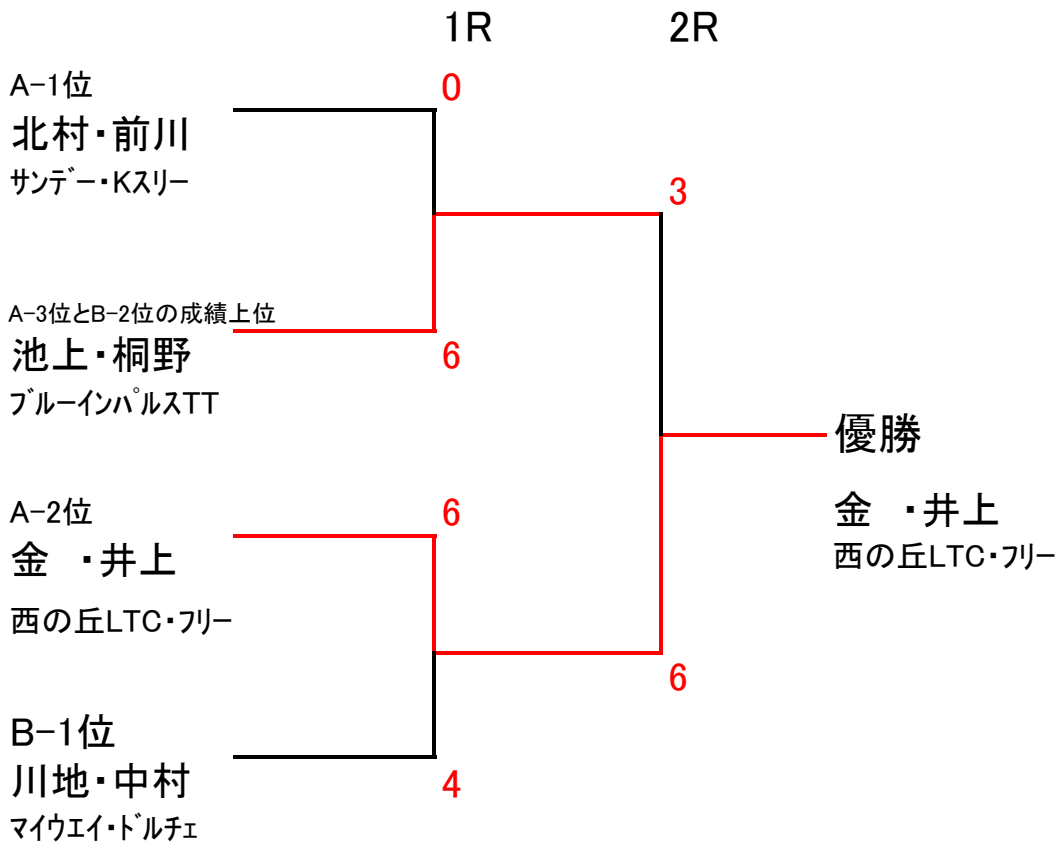 1R 2R
A-1位
0
北村・前川
サンデー・Kスリー
3
A-3位とB-2位の成績上位
池上・桐野
6
ブルーインパルスTT
優勝
A-2位
6
金 ・井上
西の丘LTC・フリー
金 ・井上
西の丘LTC・フリー
6
B-1位
川地・中村
4
マイウエイ・ドルチェ